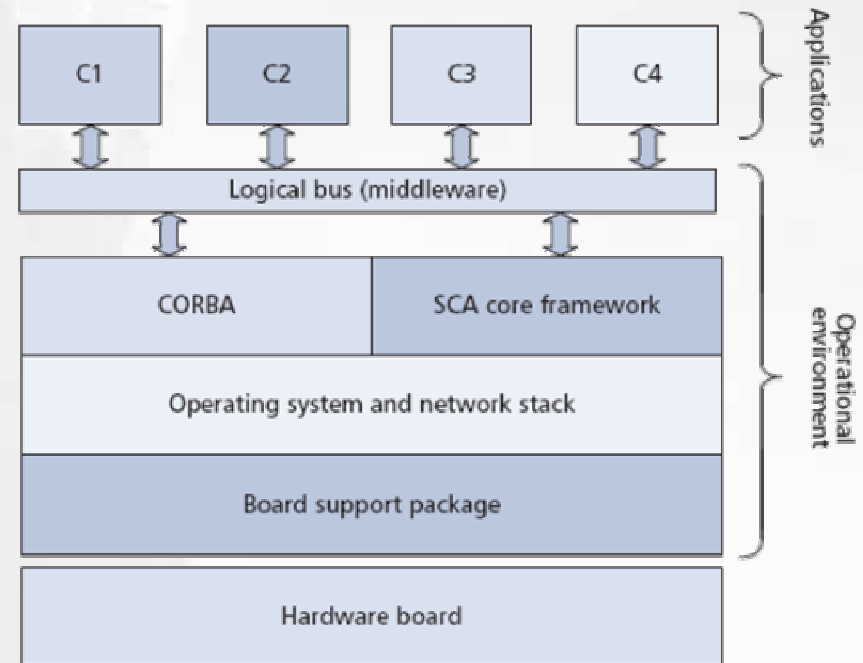 C1
C2
C3
C4
Applications
Logical bus (middleware)
CORBA
SCA core framework
Operating system and network stack
Board support package
Operational
environment
Hardware board